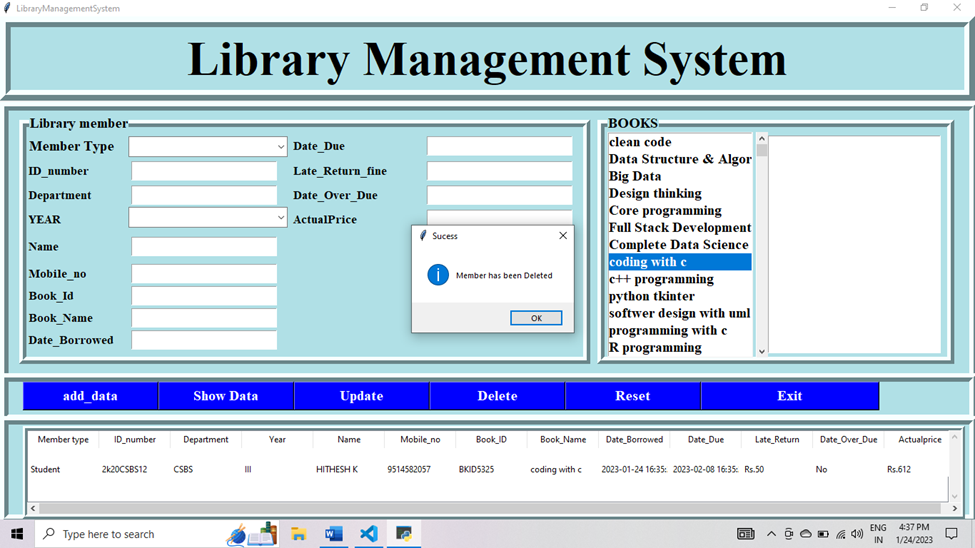 LibraryManagementSystem
Library Management System
Library member
Member Type
ID_number
Department
YEAR
Name
Mobile_no
Book_Id
Book_Name
Date_Borrowed
Date_Due
Late_Return_fine
Date_Over_Due
ActualPrice
Sucess
Member has been Deleted
OK
BOOKS
clean code
Data Structure & Algor
Big Data
Design thinking
Core programming
Full Stack Development
Complete Data Science
coding with c
c++ programming
python tkinter
softwer design with uml
programming with c
R programming
add_data Show Data Update Delete Reset Exit
Member type ID_number Department Year Name Mobile_no Book_ID Book_Name Date_Borrowed Date_Due Late_Return Date_Over_Due Actualprice
Student 2k20CSBS12 CSBS III HITHESH K 9514582057 BKID5325 coding with c 2023-01-24 16:35: 2023-02-08 16:35: Rs.50 No Rs.612
Type here to search
ENG
IN
4:37 PM
1/24/2023